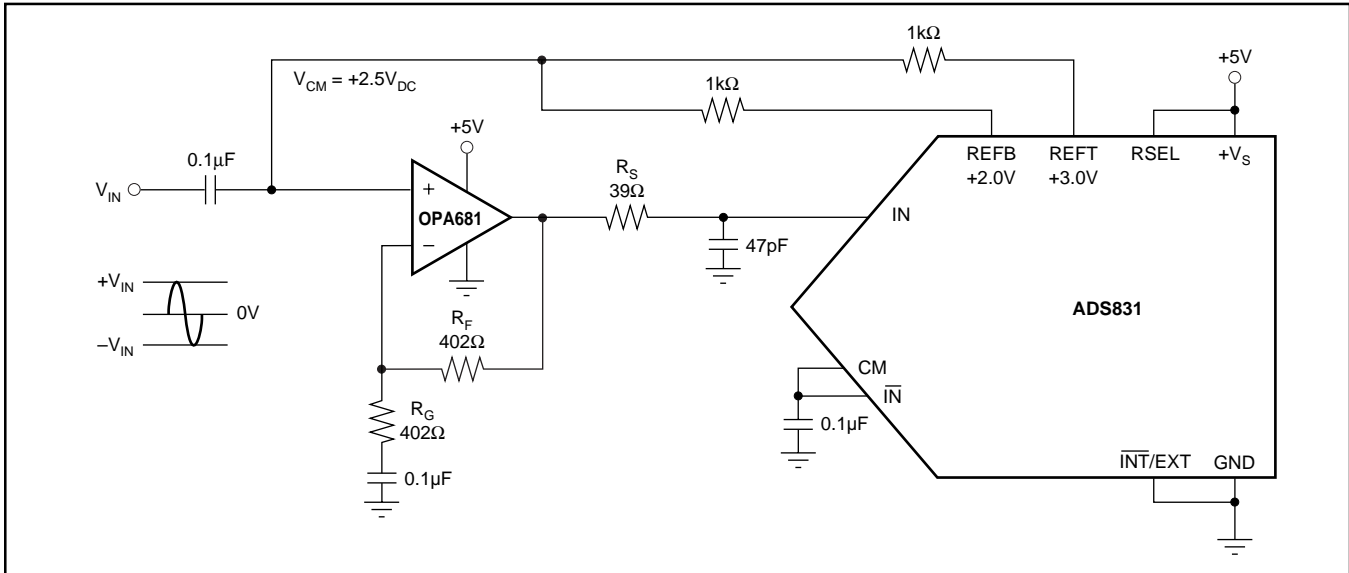 1kΩ
+5V
V_CM = +2.5V_DC
1kΩ
+5V
0.1µF
REFB
REFT
RSEL
+V_S
+2.0V
+3.0V
R_S
39Ω
V_IN
+
OPA681
–
IN
47pF
+V_IN
0V
–V_IN
ADS831
R_F
402Ω
CM
I̅N̅
R_G
402Ω
0.1µF
0.1µF
I̅N̅T̅/EXT
GND